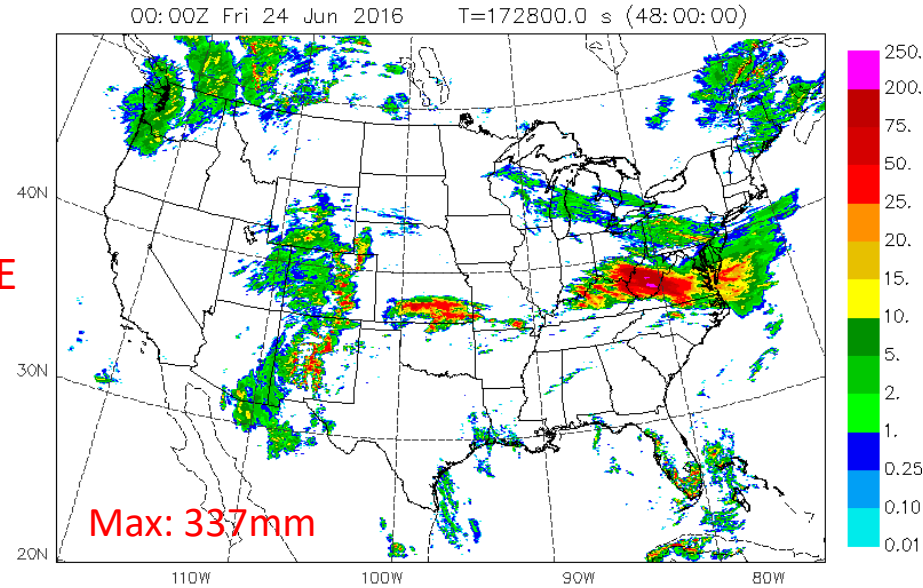 00:00Z Fri 24 Jun 2016 T=172800.0 s (48:00:00)
250.
200.
75.
50.
25.
20.
15.
10.
5.
2.
1.
0.25
0.10
0.01
40N
30N
20N
E
Max: 337mm
110W 100W 90W 80W